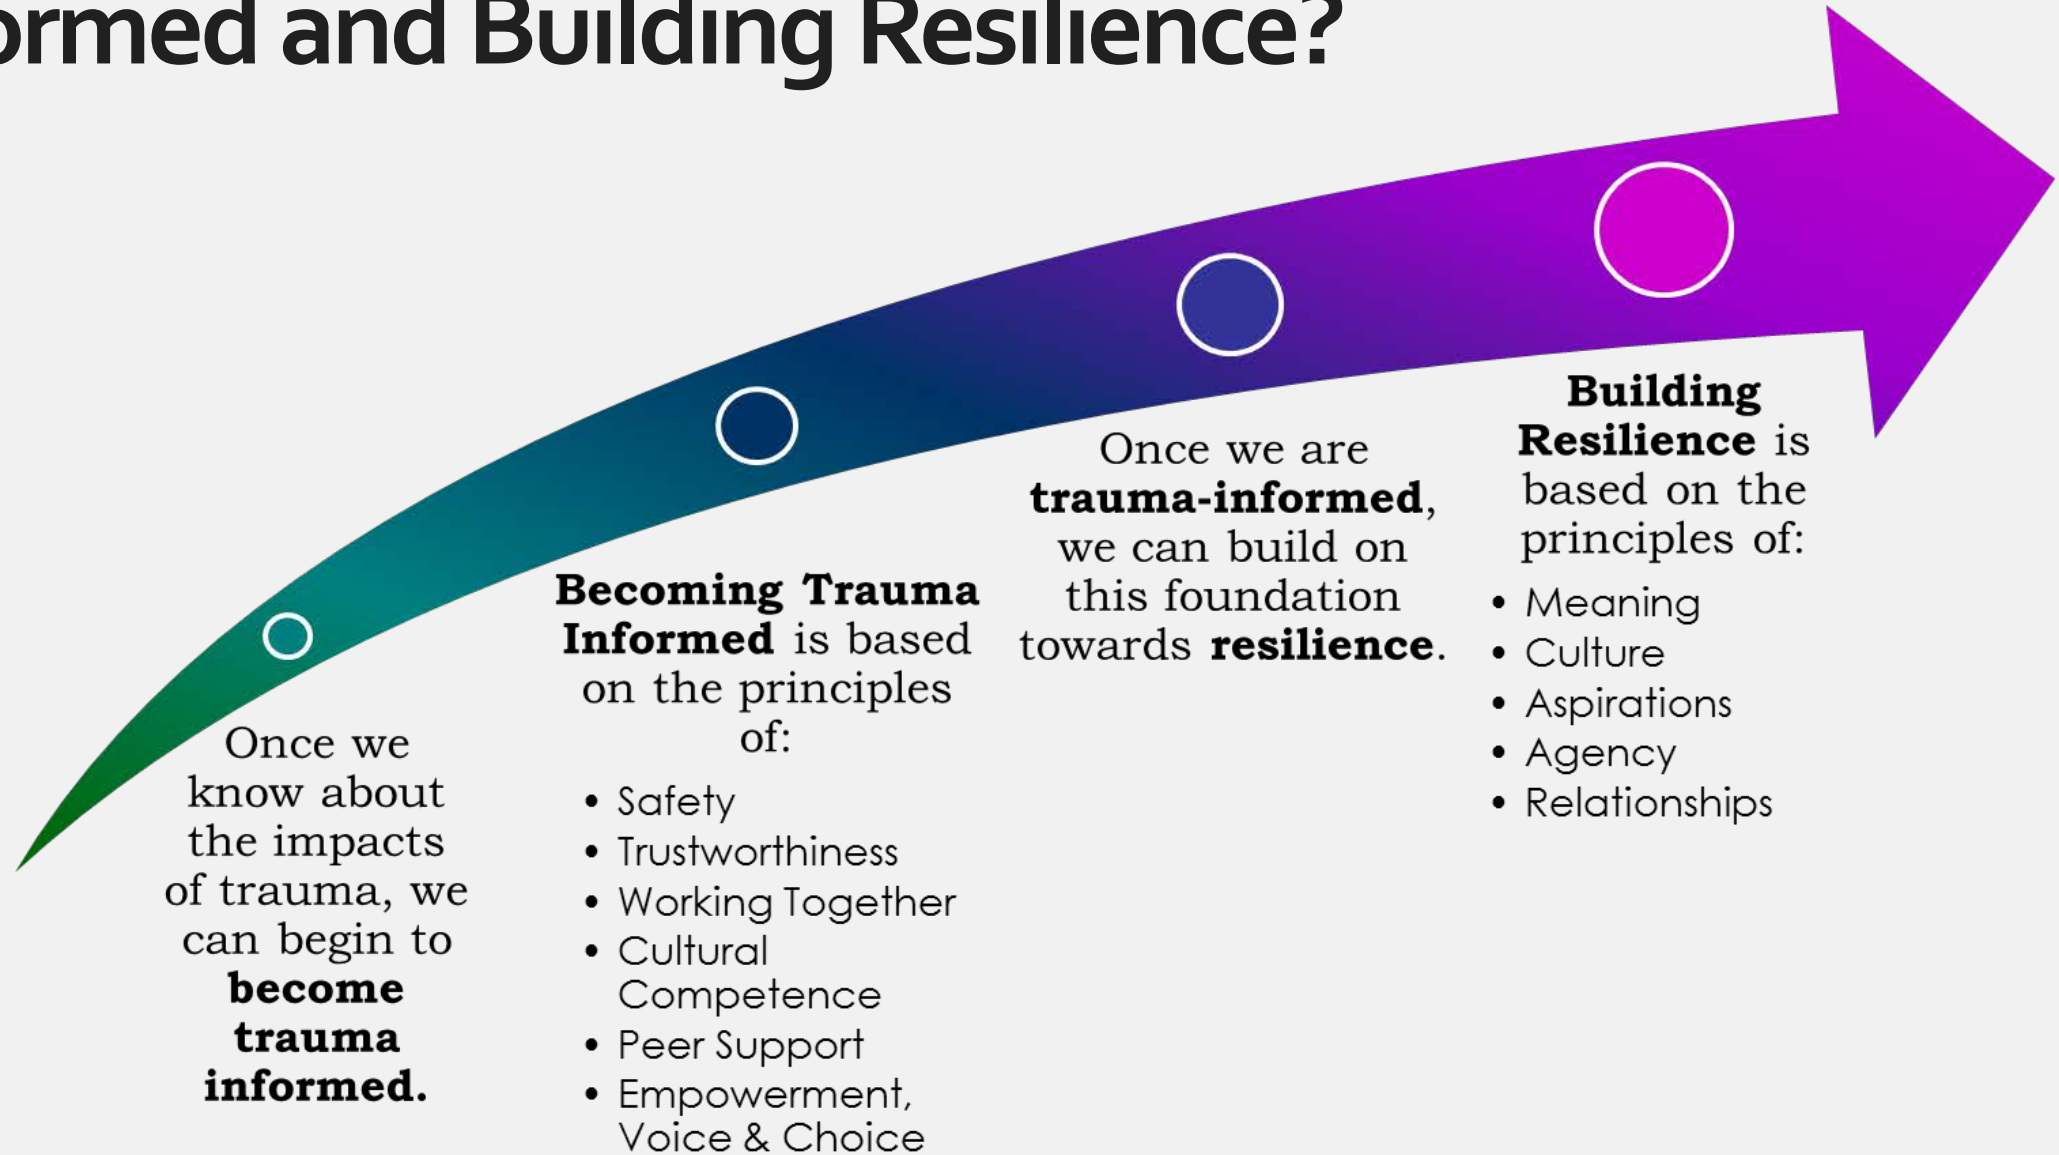 ormed and Building Resilience?
Once we
know about
the impacts
of trauma, we
can begin to
become
trauma
informed.
Becoming Trauma
Informed is based
on the principles
of:
• Safety
• Trustworthiness
• Working Together
• Cultural
Competence
• Peer Support
• Empowerment,
Voice & Choice
Once we are
trauma-informed,
we can build on
this foundation
towards resilience.
Building
Resilience is
based on the
principles of:
• Meaning
• Culture
• Aspirations
• Agency
• Relationships